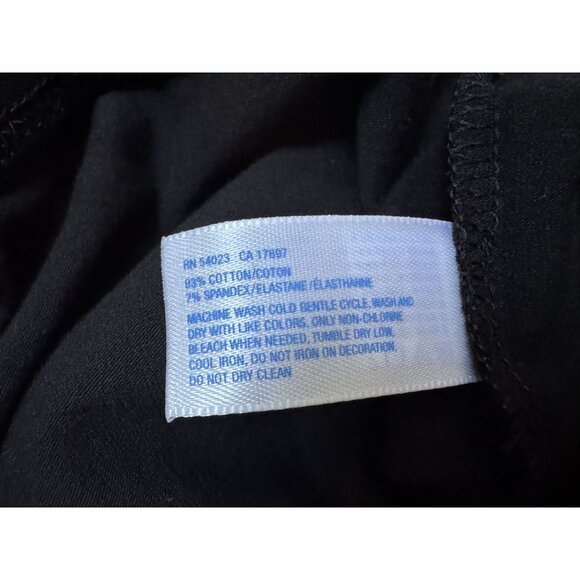 RN 54023 CA 17897
93% COTTON/COTON
7% SPANDEX/ELASTANE/ÉLASTHANNE
MACHINE WASH COLD GENTLE CYCLE, WASH AND
DRY WITH LIKE COLORS, ONLY NON-CHLORINE
BLEACH WHEN NEEDED, TUMBLE DRY LOW,
COOL IRON, DO NOT IRON ON DECORATION,
DO NOT DRY CLEAN